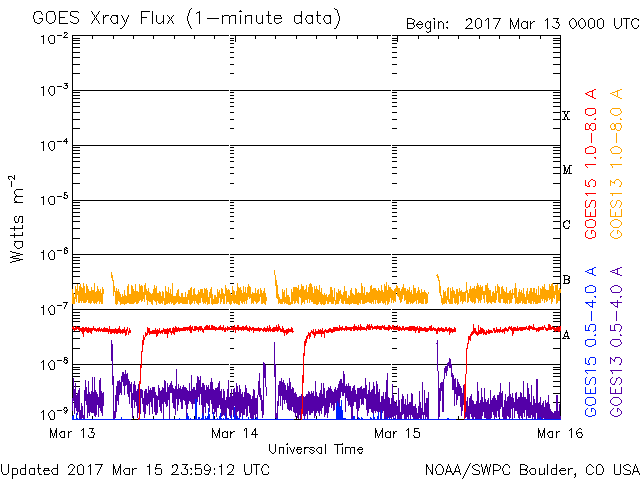 GOES Xray Flux (1-minute data)
Begin: 2017 Mar 13 0000 UTC
10⁻²
10⁻³
10⁻⁴
10⁻⁵
10⁻⁶
10⁻⁷
10⁻⁸
10⁻⁹
Watts m⁻²
X
M
C
B
A
GOES15 1.0-8.0 A
GOES13 1.0-8.0 A
GOES15 0.5-4.0 A
GOES13 0.5-4.0 A
Mar 13 Mar 14 Mar 15 Mar 16
Universal Time
Updated 2017 Mar 15 23:59:12 UTC
NOAA/SWPC Boulder, CO USA